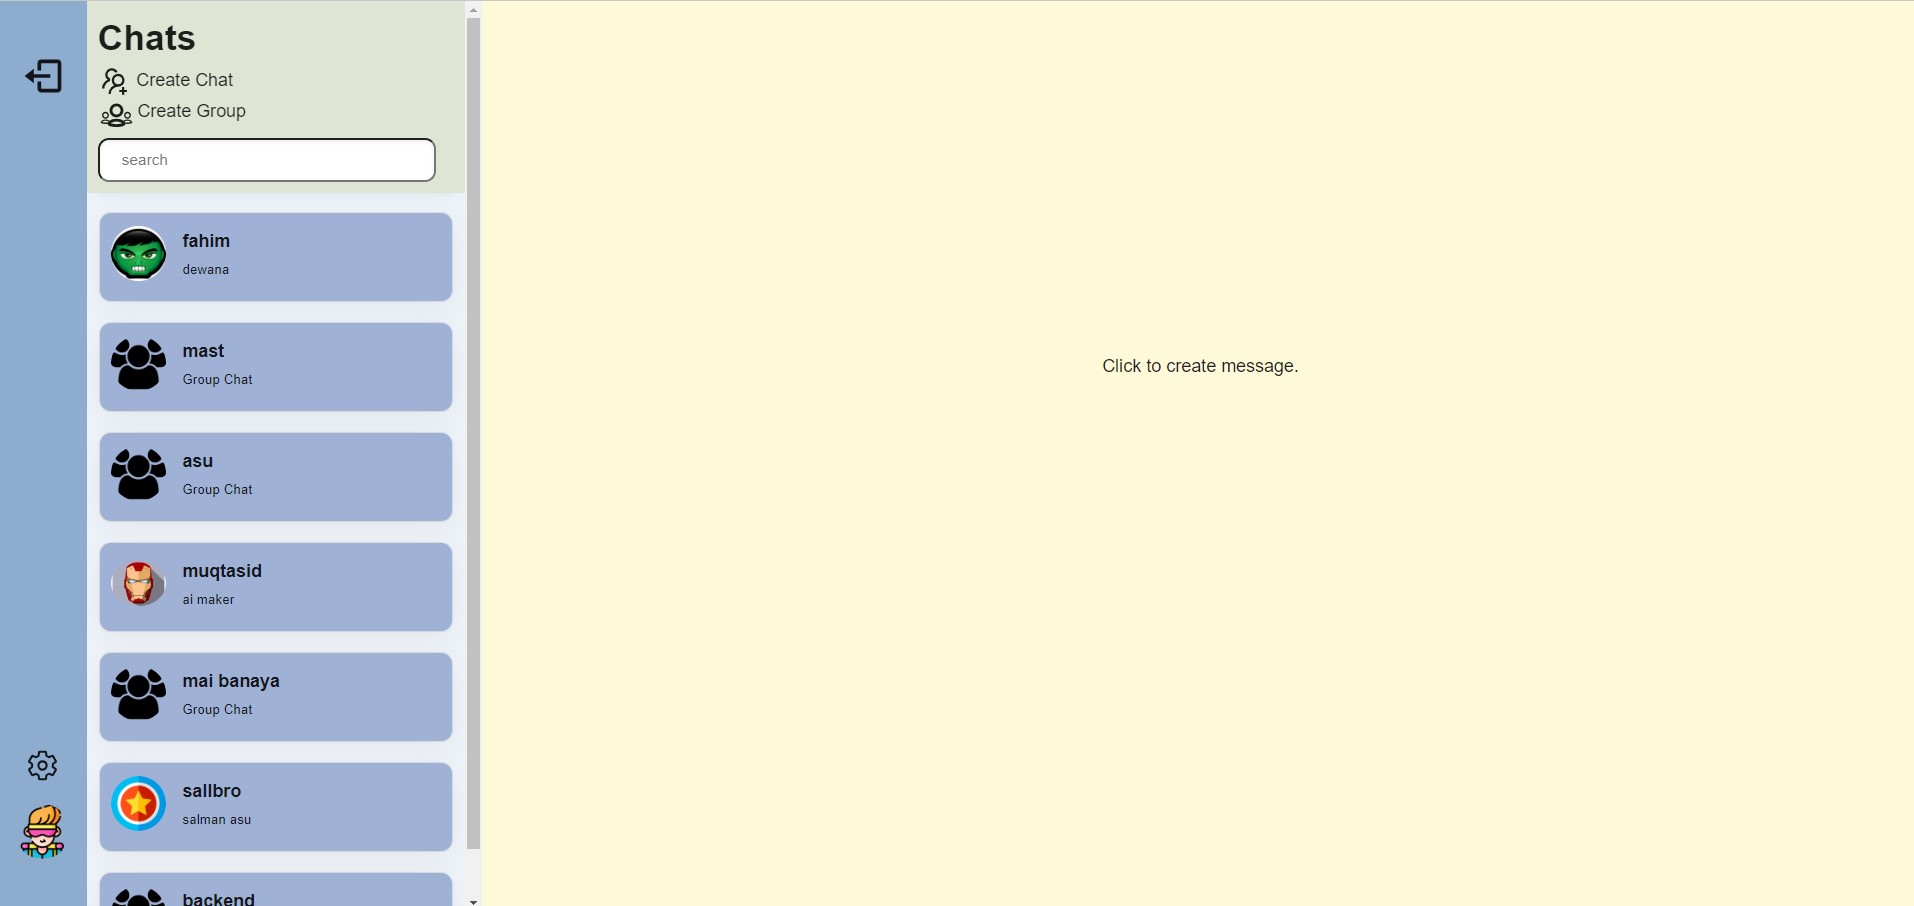 Chats
Create Chat
Create Group
search
fahim
dewana
mast
Group Chat
asu
Group Chat
muqtasid
ai maker
mai banaya
Group Chat
sallbro
salman asu
backend
Click to create message.